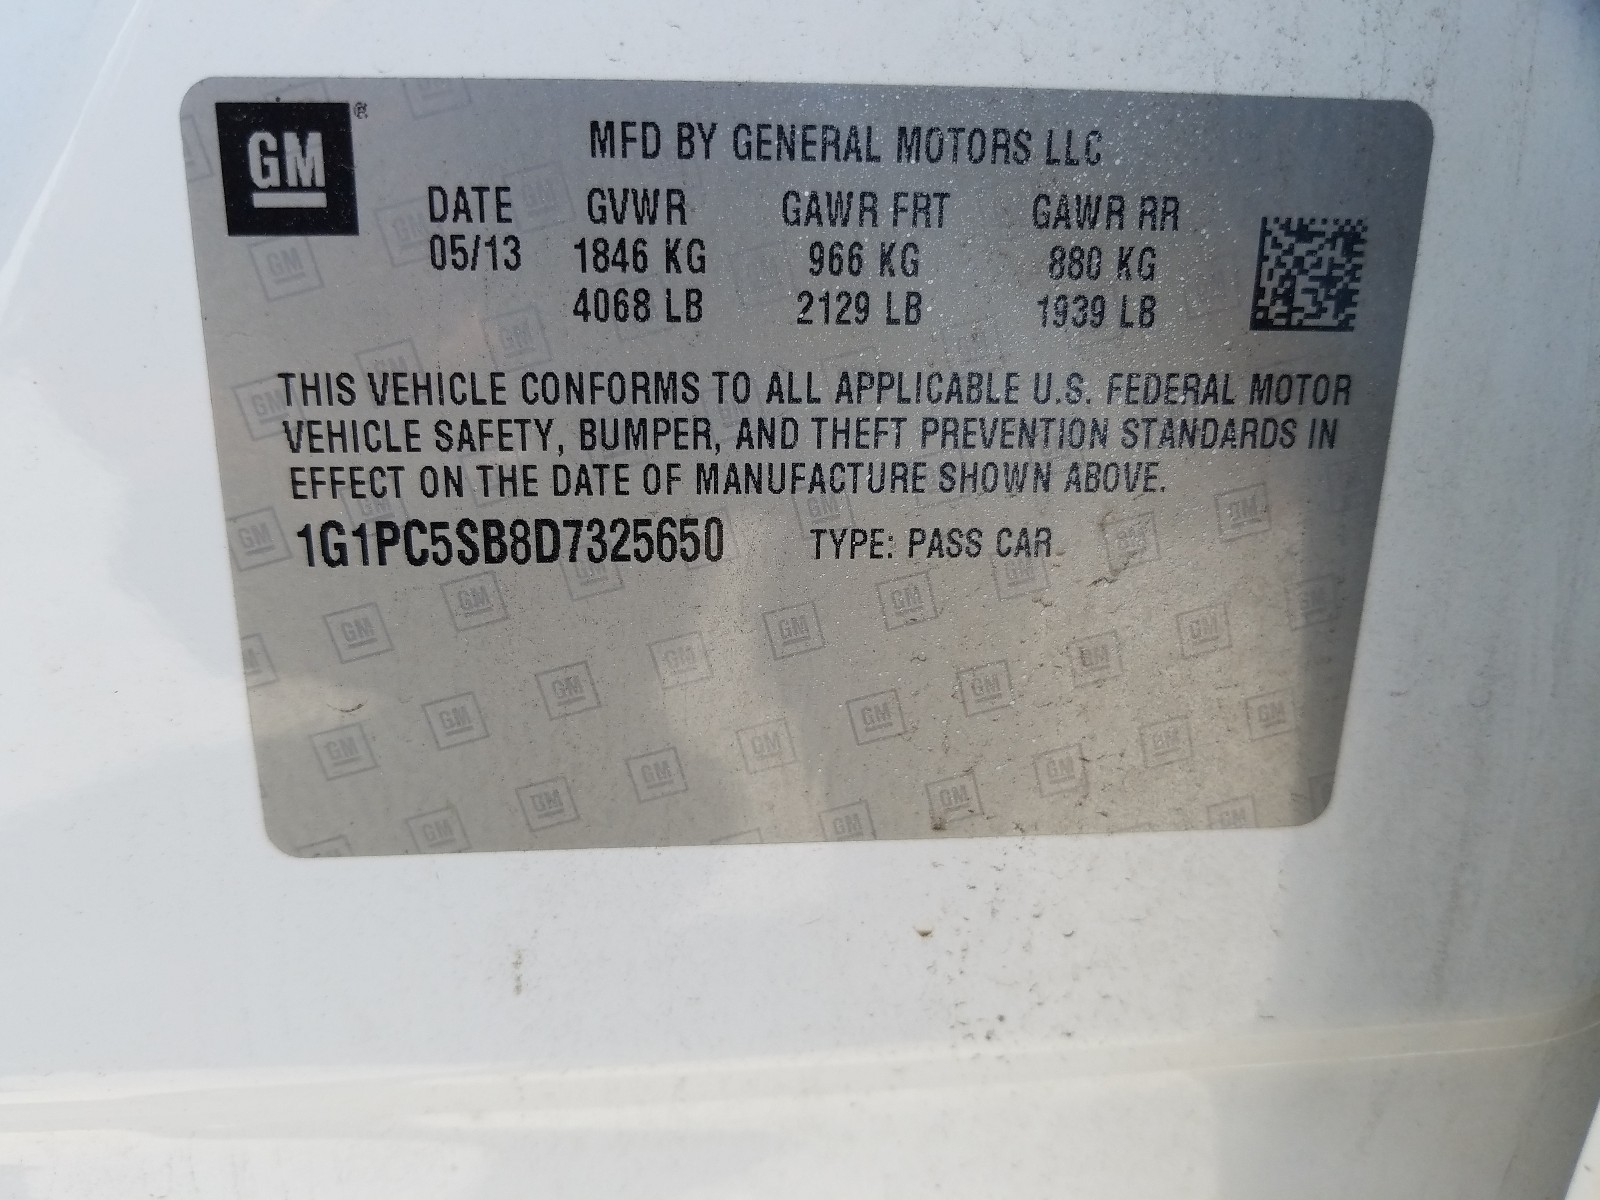 GM®
MFD BY GENERAL MOTORS LLC
DATE GVWR GAWR FRT GAWR RR
05/13 1846 KG 966 KG 880 KG
4068 LB 2129 LB 1939 LB
THIS VEHICLE CONFORMS TO ALL APPLICABLE U.S. FEDERAL MOTOR
VEHICLE SAFETY, BUMPER, AND THEFT PREVENTION STANDARDS IN
EFFECT ON THE DATE OF MANUFACTURE SHOWN ABOVE.
1G1PC5SB8D7325650 TYPE: PASS CAR